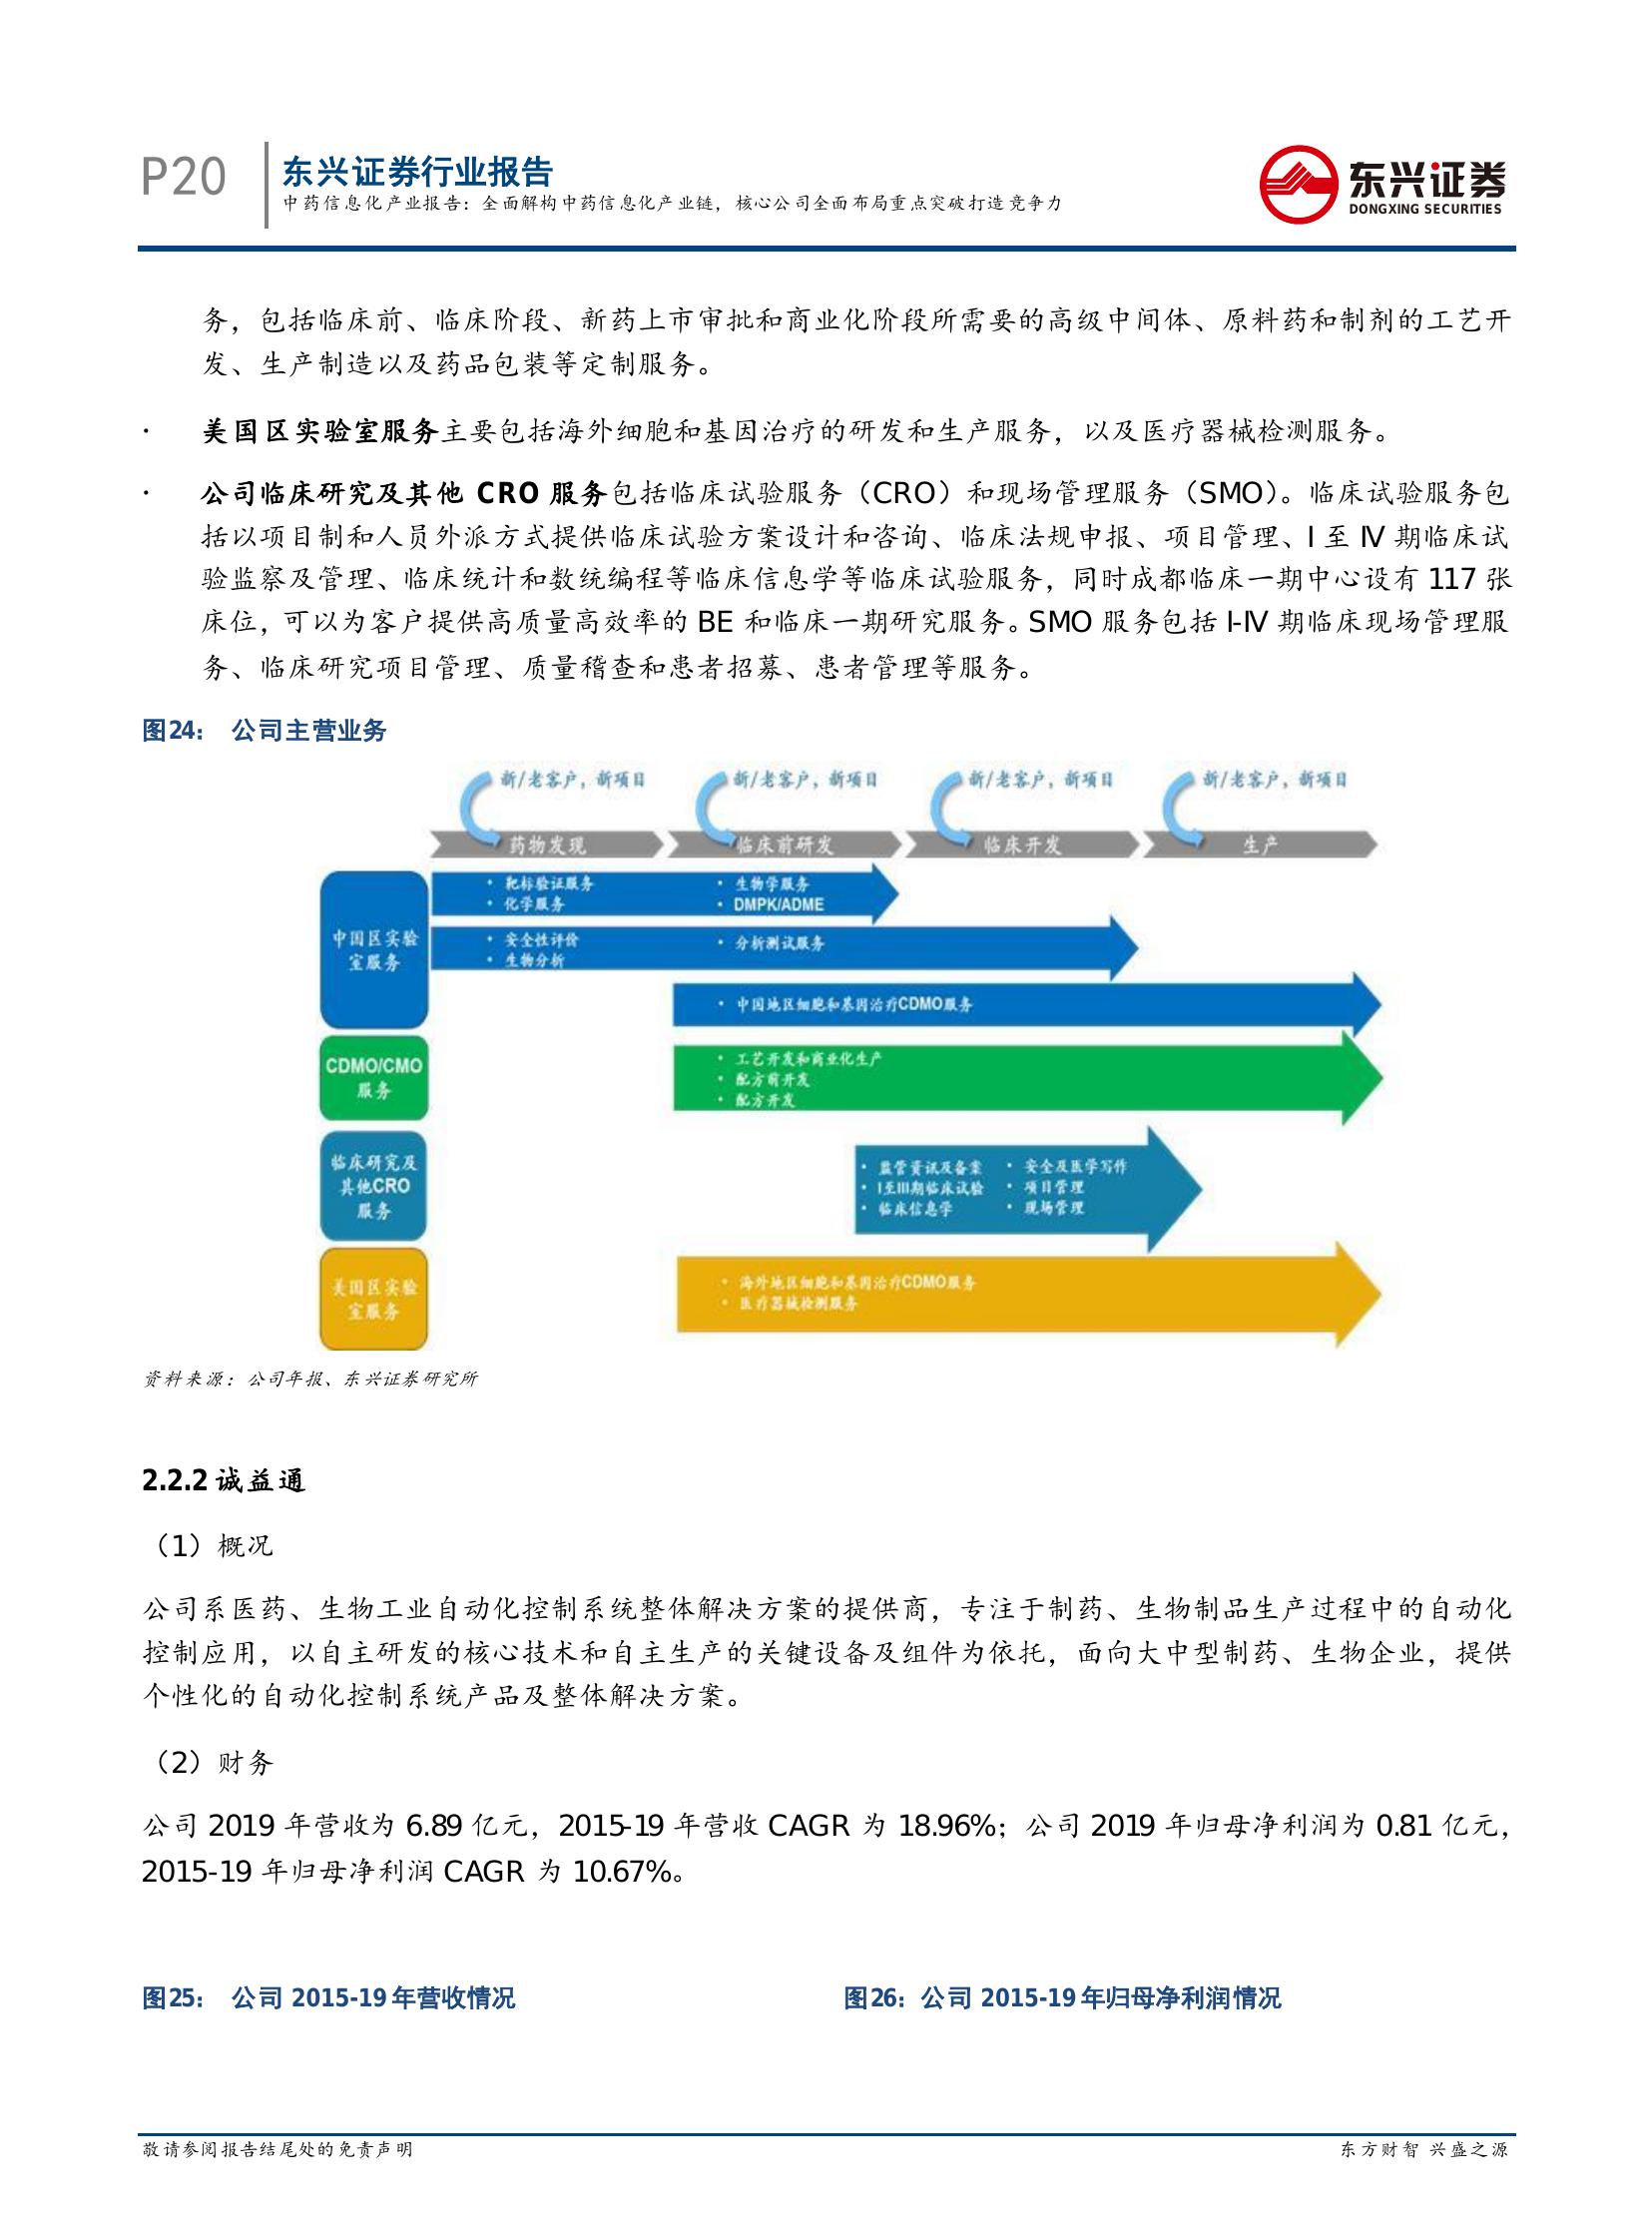 P20
东兴证券行业报告
中药信息化产业报告：全面解构中药信息化产业链，核心公司全面布局重点突破打造竞争力
东兴证券
DONGXING SECURITIES
务，包括临床前、临床阶段、新药上市审批和商业化阶段所需要的高级中间体、原料药和制剂的工艺开
发、生产制造以及药品包装等定制服务。
· 美国区实验室服务主要包括海外细胞和基因治疗的研发和生产服务，以及医疗器械检测服务。
· 公司临床研究及其他 CRO 服务包括临床试验服务（CRO）和现场管理服务（SMO）。临床试验服务包
括以项目制和人员外派方式提供临床试验方案设计和咨询、临床法规申报、项目管理、I 至 IV 期临床试
验监察及管理、临床统计和数统编程等临床信息学等临床试验服务，同时成都临床一期中心设有 117 张
床位，可以为客户提供高质量高效率的 BE 和临床一期研究服务。SMO 服务包括 I-IV 期临床现场管理服
务、临床研究项目管理、质量稽查和患者招募、患者管理等服务。
图24： 公司主营业务
新/老客户，新项目 新/老客户，新项目 新/老客户，新项目 新/老客户，新项目
药物发现 临床前研发 临床开发 生产
中国区实验
室服务
• 靶标验证服务 • 生物学服务
• 化学服务 • DMPK/ADME
• 安全性评价 • 分析测试服务
• 生物分析
• 中国地区细胞和基因治疗CDMO服务
CDMO/CMO
服务
• 工艺开发和商业化生产
• 配方前开发
• 配方开发
临床研究及
其他CRO
服务
• 监管资讯及备案 • 安全及医学写作
• I至III期临床试验 • 项目管理
• 临床信息学 • 现场管理
美国区实验
室服务
• 海外地区细胞和基因治疗CDMO服务
• 医疗器械检测服务
资料来源：公司年报、东兴证券研究所
2.2.2 诚益通
（1）概况
公司系医药、生物工业自动化控制系统整体解决方案的提供商，专注于制药、生物制品生产过程中的自动化
控制应用，以自主研发的核心技术和自主生产的关键设备及组件为依托，面向大中型制药、生物企业，提供
个性化的自动化控制系统产品及整体解决方案。
（2）财务
公司 2019 年营收为 6.89 亿元，2015-19 年营收 CAGR 为 18.96%；公司 2019 年归母净利润为 0.81 亿元，
2015-19 年归母净利润 CAGR 为 10.67%。
图25： 公司 2015-19 年营收情况
图26：公司 2015-19 年归母净利润情况
敬请参阅报告结尾处的免责声明
东方财智 兴盛之源